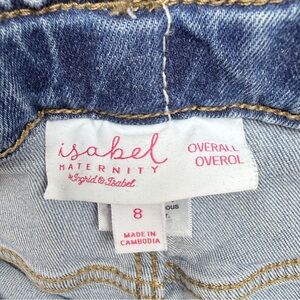 isabel
MATERNITY
by Ingrid & Isabel
OVERALL
OVEROL
8
MADE IN
CAMBODIA